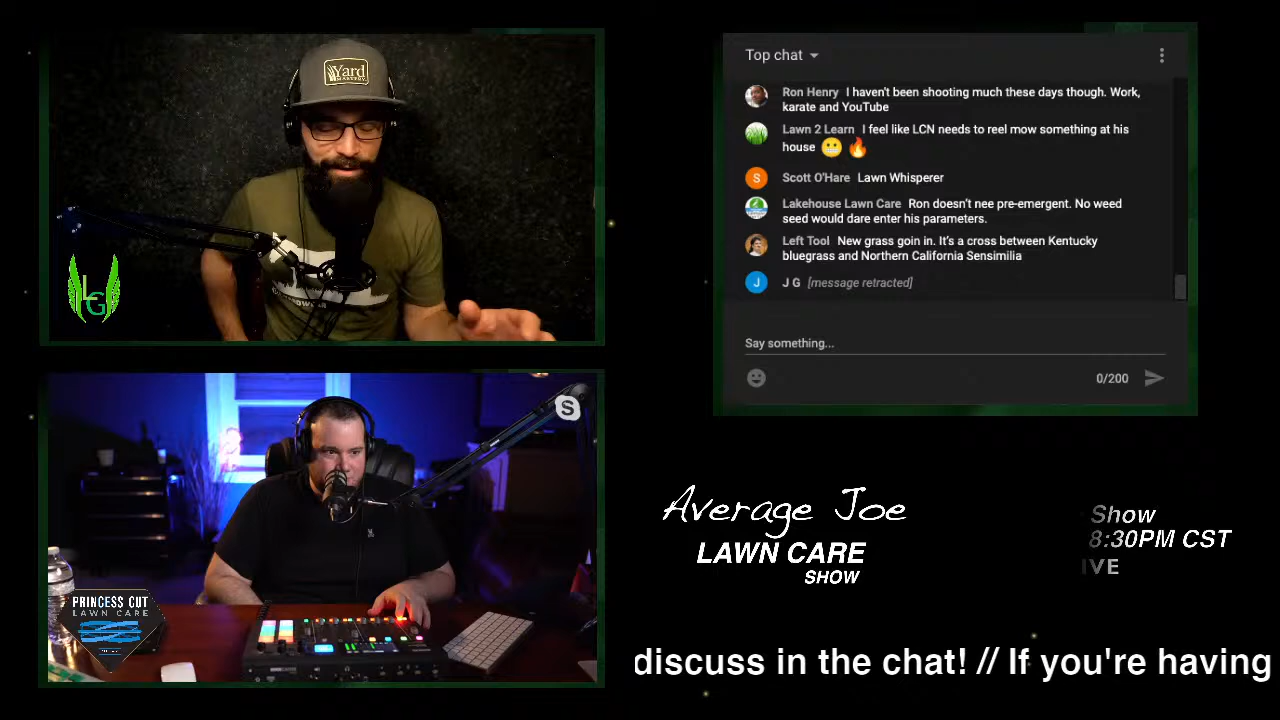 Yard
LG
S
PRINCESS CUT
LAWN CARE
Top chat
Ron Henry I haven't been shooting much these days though. Work,
karate and YouTube
Lawn 2 Learn I feel like LCN needs to reel mow something at his
house 😬 🔥
S Scott O'Hare Lawn Whisperer
Lakehouse Lawn Care Ron doesn't nee pre-emergent. No weed
seed would dare enter his parameters.
Left Tool New grass goin in. It's a cross between Kentucky
bluegrass and Northern California Sensimilia
J J G [message retracted]
Say something...
0/200
Average Joe
LAWN CARE
SHOW
Show
8:30PM CST
IVE
discuss in the chat! // If you're having